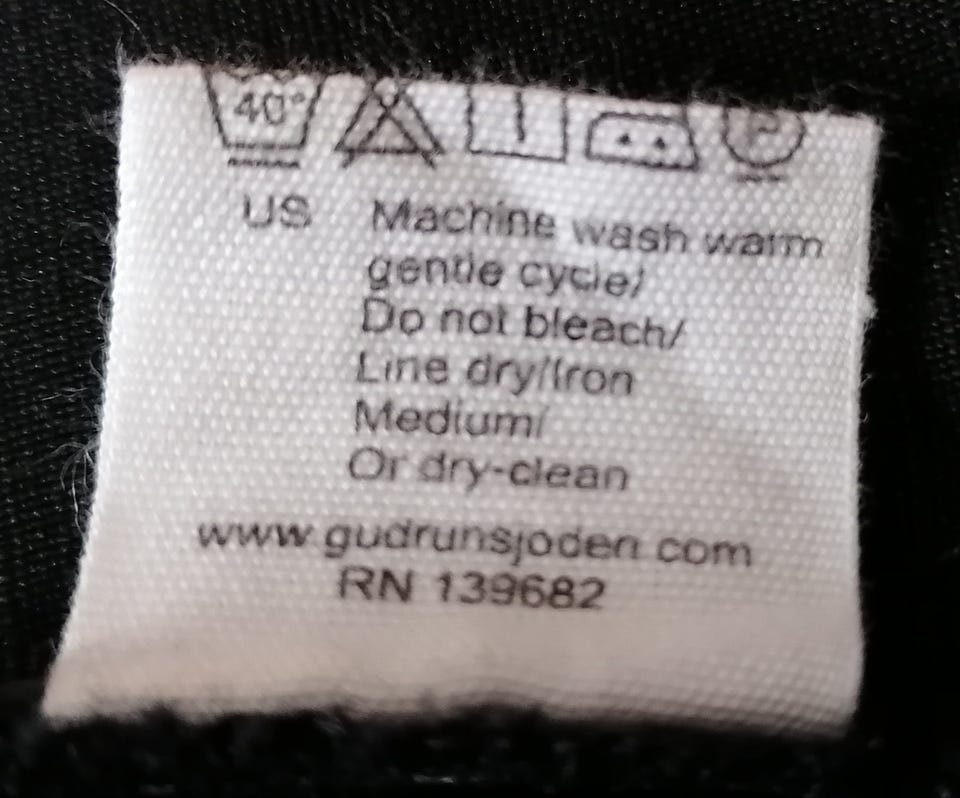 40°
P
US Machine wash warm
gentle cycle/
Do not bleach/
Line dry/Iron
Medium/
Or dry-clean
www.gudrunsjoden.com
RN 139682